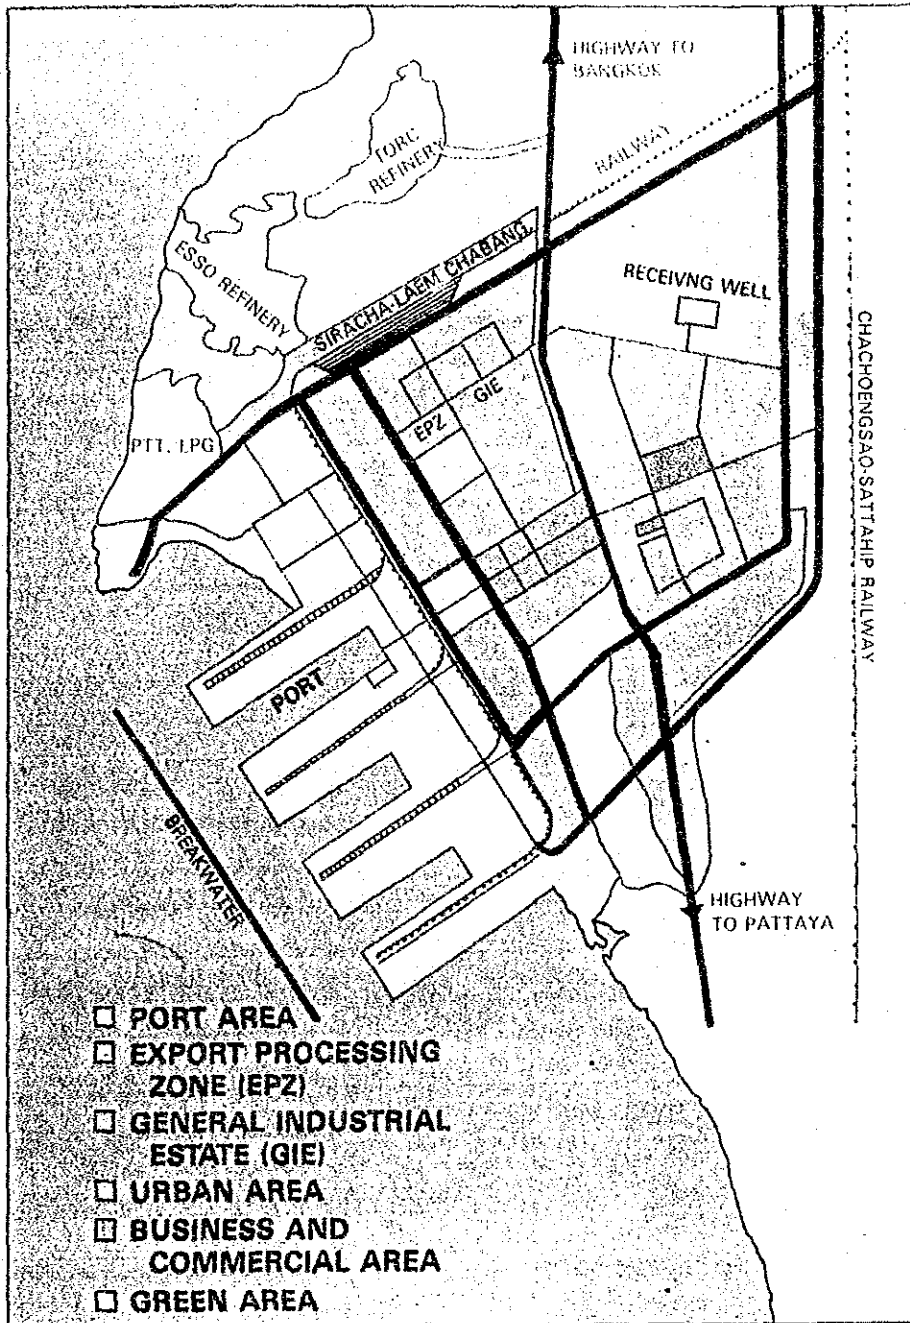 HIGHWAY TO
BANGKOK
TORC
REFINERY
RAILWAY
ESSO REFINERY
SIRACHA-LAEM CHABANG
RECEIVNG WELL
CHACHOENGSAO-SATTAHIP RAILWAY
EPZ
GIE
PTT. LPG
PORT
BREAKWATER
HIGHWAY
TO PATTAYA
PORT AREA
EXPORT PROCESSING
ZONE (EPZ)
GENERAL INDUSTRIAL
ESTATE (GIE)
URBAN AREA
BUSINESS AND
COMMERCIAL AREA
GREEN AREA